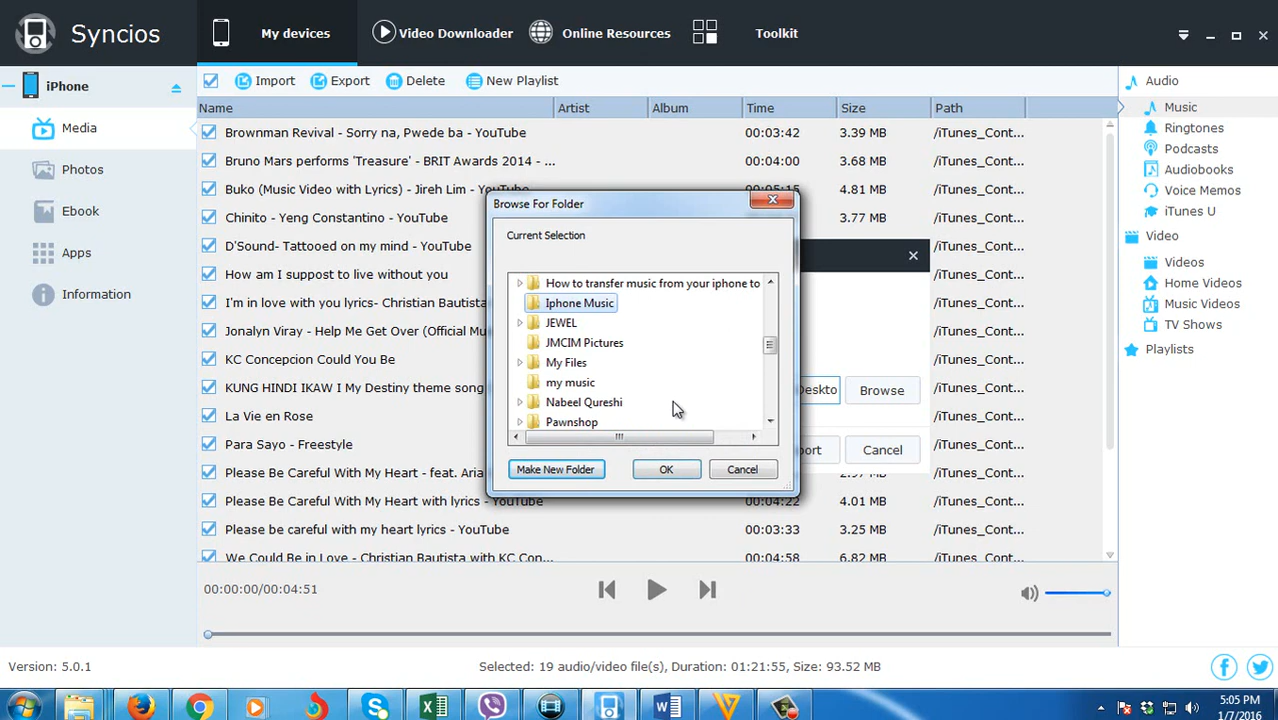 Syncios
My devices
Video Downloader
Online Resources
Toolkit
iPhone
Media
Photos
Ebook
Apps
Information
Import
Export
Delete
New Playlist
Name Artist Album Time Size Path
Brownman Revival - Sorry na, Pwede ba - YouTube 00:03:42 3.39 MB /iTunes_Cont...
Bruno Mars performs 'Treasure' - BRIT Awards 2014 - ... 00:04:00 3.68 MB /iTunes_Cont...
Buko (Music Video with Lyrics) - Jireh Lim - YouTube 00:05:15 4.81 MB /iTunes_Cont...
Chinito - Yeng Constantino - YouTube 3.77 MB /iTunes_Cont...
D'Sound- Tattooed on my mind - YouTube /iTunes_Cont...
How am I suppost to live without you
I'm in love with you lyrics- Christian Bautista
Jonalyn Viray - Help Me Get Over (Official Mu
KC Concepcion Could You Be
KUNG HINDI IKAW I My Destiny theme song
La Vie en Rose
Para Sayo - Freestyle
Please Be Careful With My Heart - feat. Aria 2.97 MB /iTunes_Cont...
Please Be Careful With My Heart with lyrics - YouTube 00:04:22 4.01 MB /iTunes_Cont...
Please be careful with my heart lyrics - YouTube 00:03:33 3.25 MB /iTunes_Cont...
We Could Be in Love - Christian Bautista with KC Con... 00:04:58 6.82 MB /iTunes_Cont...
Browse For Folder
Current Selection
How to transfer music from your iphone to
Iphone Music
JEWEL
JMCIM Pictures
My Files
my music
Nabeel Qureshi
Pawnshop
Make New Folder
OK
Cancel
Deskto
Browse
port
Cancel
Audio
Music
Ringtones
Podcasts
Audiobooks
Voice Memos
iTunes U
Video
Videos
Home Videos
Music Videos
TV Shows
Playlists
00:00:00/00:04:51
Version: 5.0.1
Selected: 19 audio/video file(s), Duration: 01:21:55, Size: 93.52 MB
5:05 PM
1/7/2016